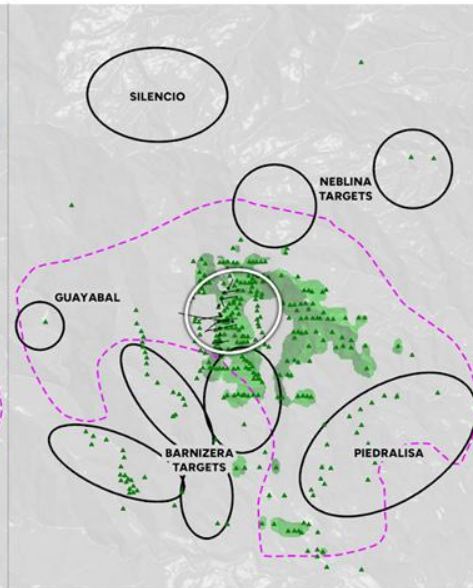 SILENCIO
NEBLINA
TARGETS
GUAYABAL
BARNIZERA
TARGETS
PIEDRALISA